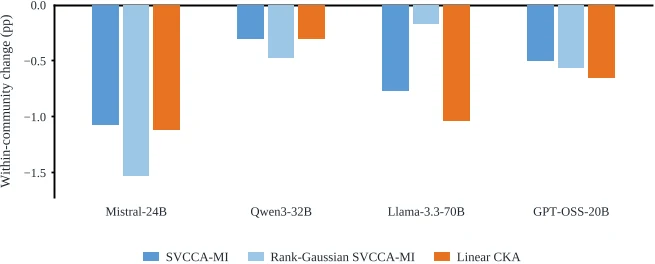 Within-community change (pp)
0.0
−0.5
−1.0
−1.5
Mistral-24B Qwen3-32B Llama-3.3-70B GPT-OSS-20B
SVCCA-MI Rank-Gaussian SVCCA-MI Linear CKA